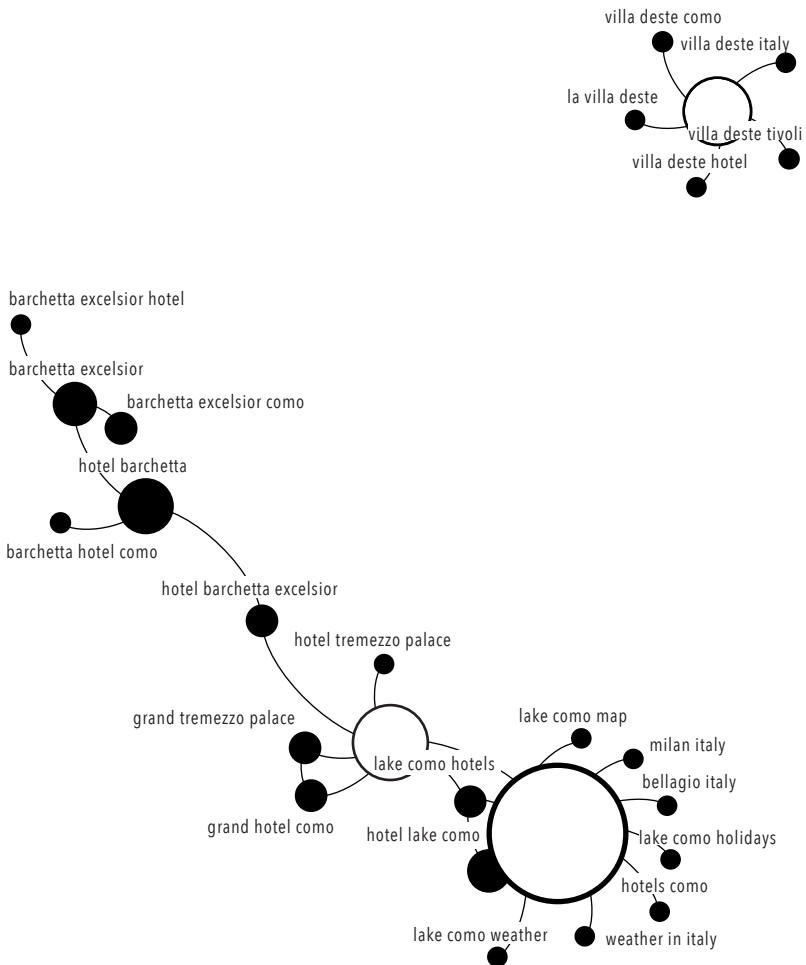 villa deste como
villa deste italy
la villa deste
villa deste tivoli
villa deste hotel
barchetta excelsior hotel
barchetta excelsior
barchetta excelsior como
hotel barchetta
barchetta hotel como
hotel barchetta excelsior
hotel tremezzo palace
grand tremezzo palace
lake como map
milan italy
lake como hotels
bellagio italy
grand hotel como
hotel lake como
lake como holidays
hotels como
lake como weather
weather in italy